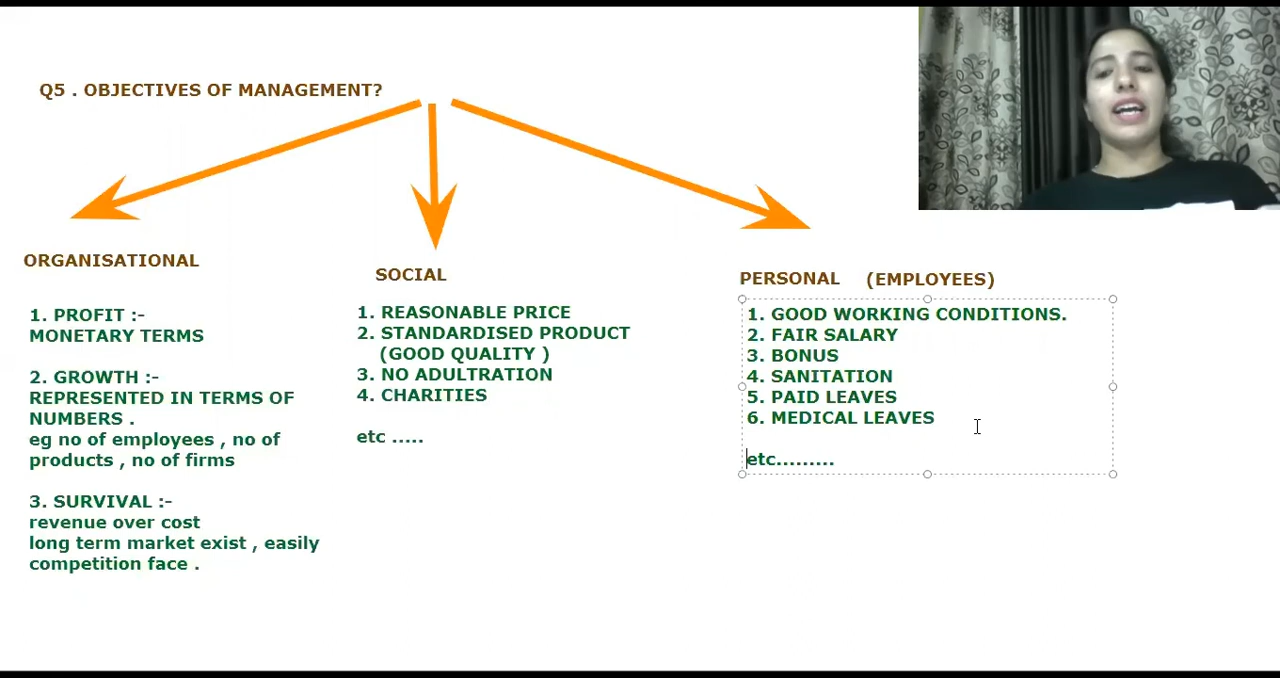 Q5 . OBJECTIVES OF MANAGEMENT?
ORGANISATIONAL
1. PROFIT :-
MONETARY TERMS
2. GROWTH :-
REPRESENTED IN TERMS OF
NUMBERS .
eg no of employees , no of
products , no of firms
3. SURVIVAL :-
revenue over cost
long term market exist , easily
competition face .
SOCIAL
1. REASONABLE PRICE
2. STANDARDISED PRODUCT
(GOOD QUALITY )
3. NO ADULTRATION
4. CHARITIES
etc .....
PERSONAL (EMPLOYEES)
1. GOOD WORKING CONDITIONS.
2. FAIR SALARY
3. BONUS
4. SANITATION
5. PAID LEAVES
6. MEDICAL LEAVES
etc.........